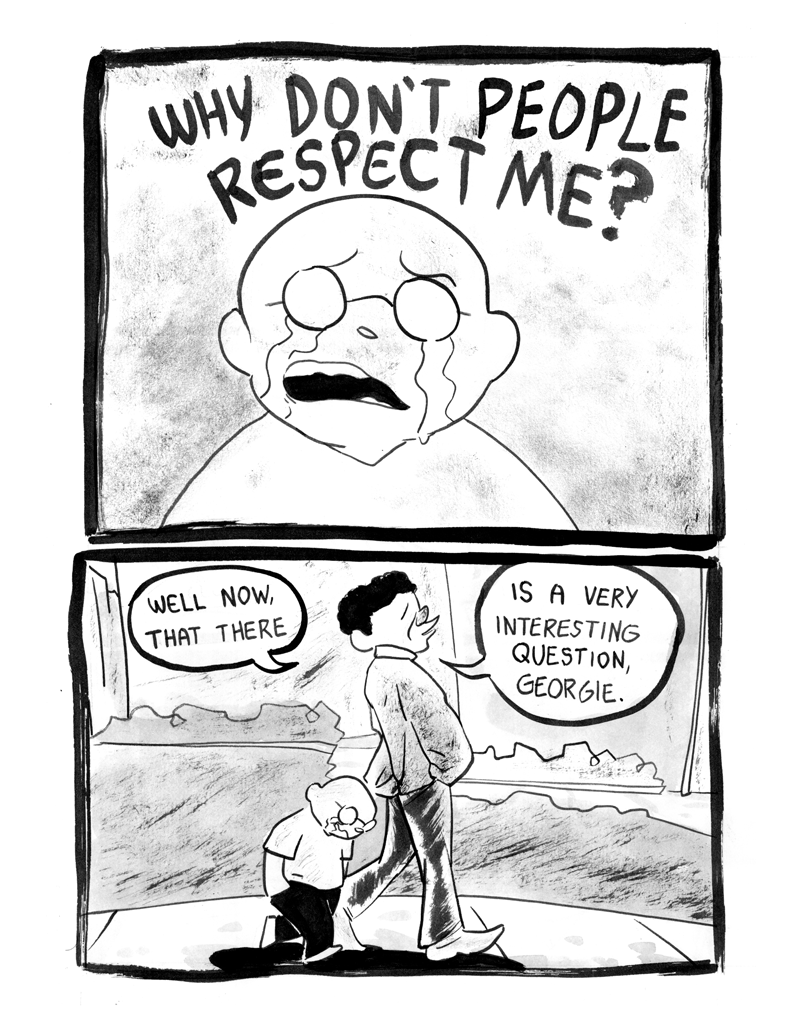 WHY DON'T PEOPLE
RESPECT ME?
WELL NOW,
THAT THERE
IS A VERY
INTERESTING
QUESTION,
GEORGIE.